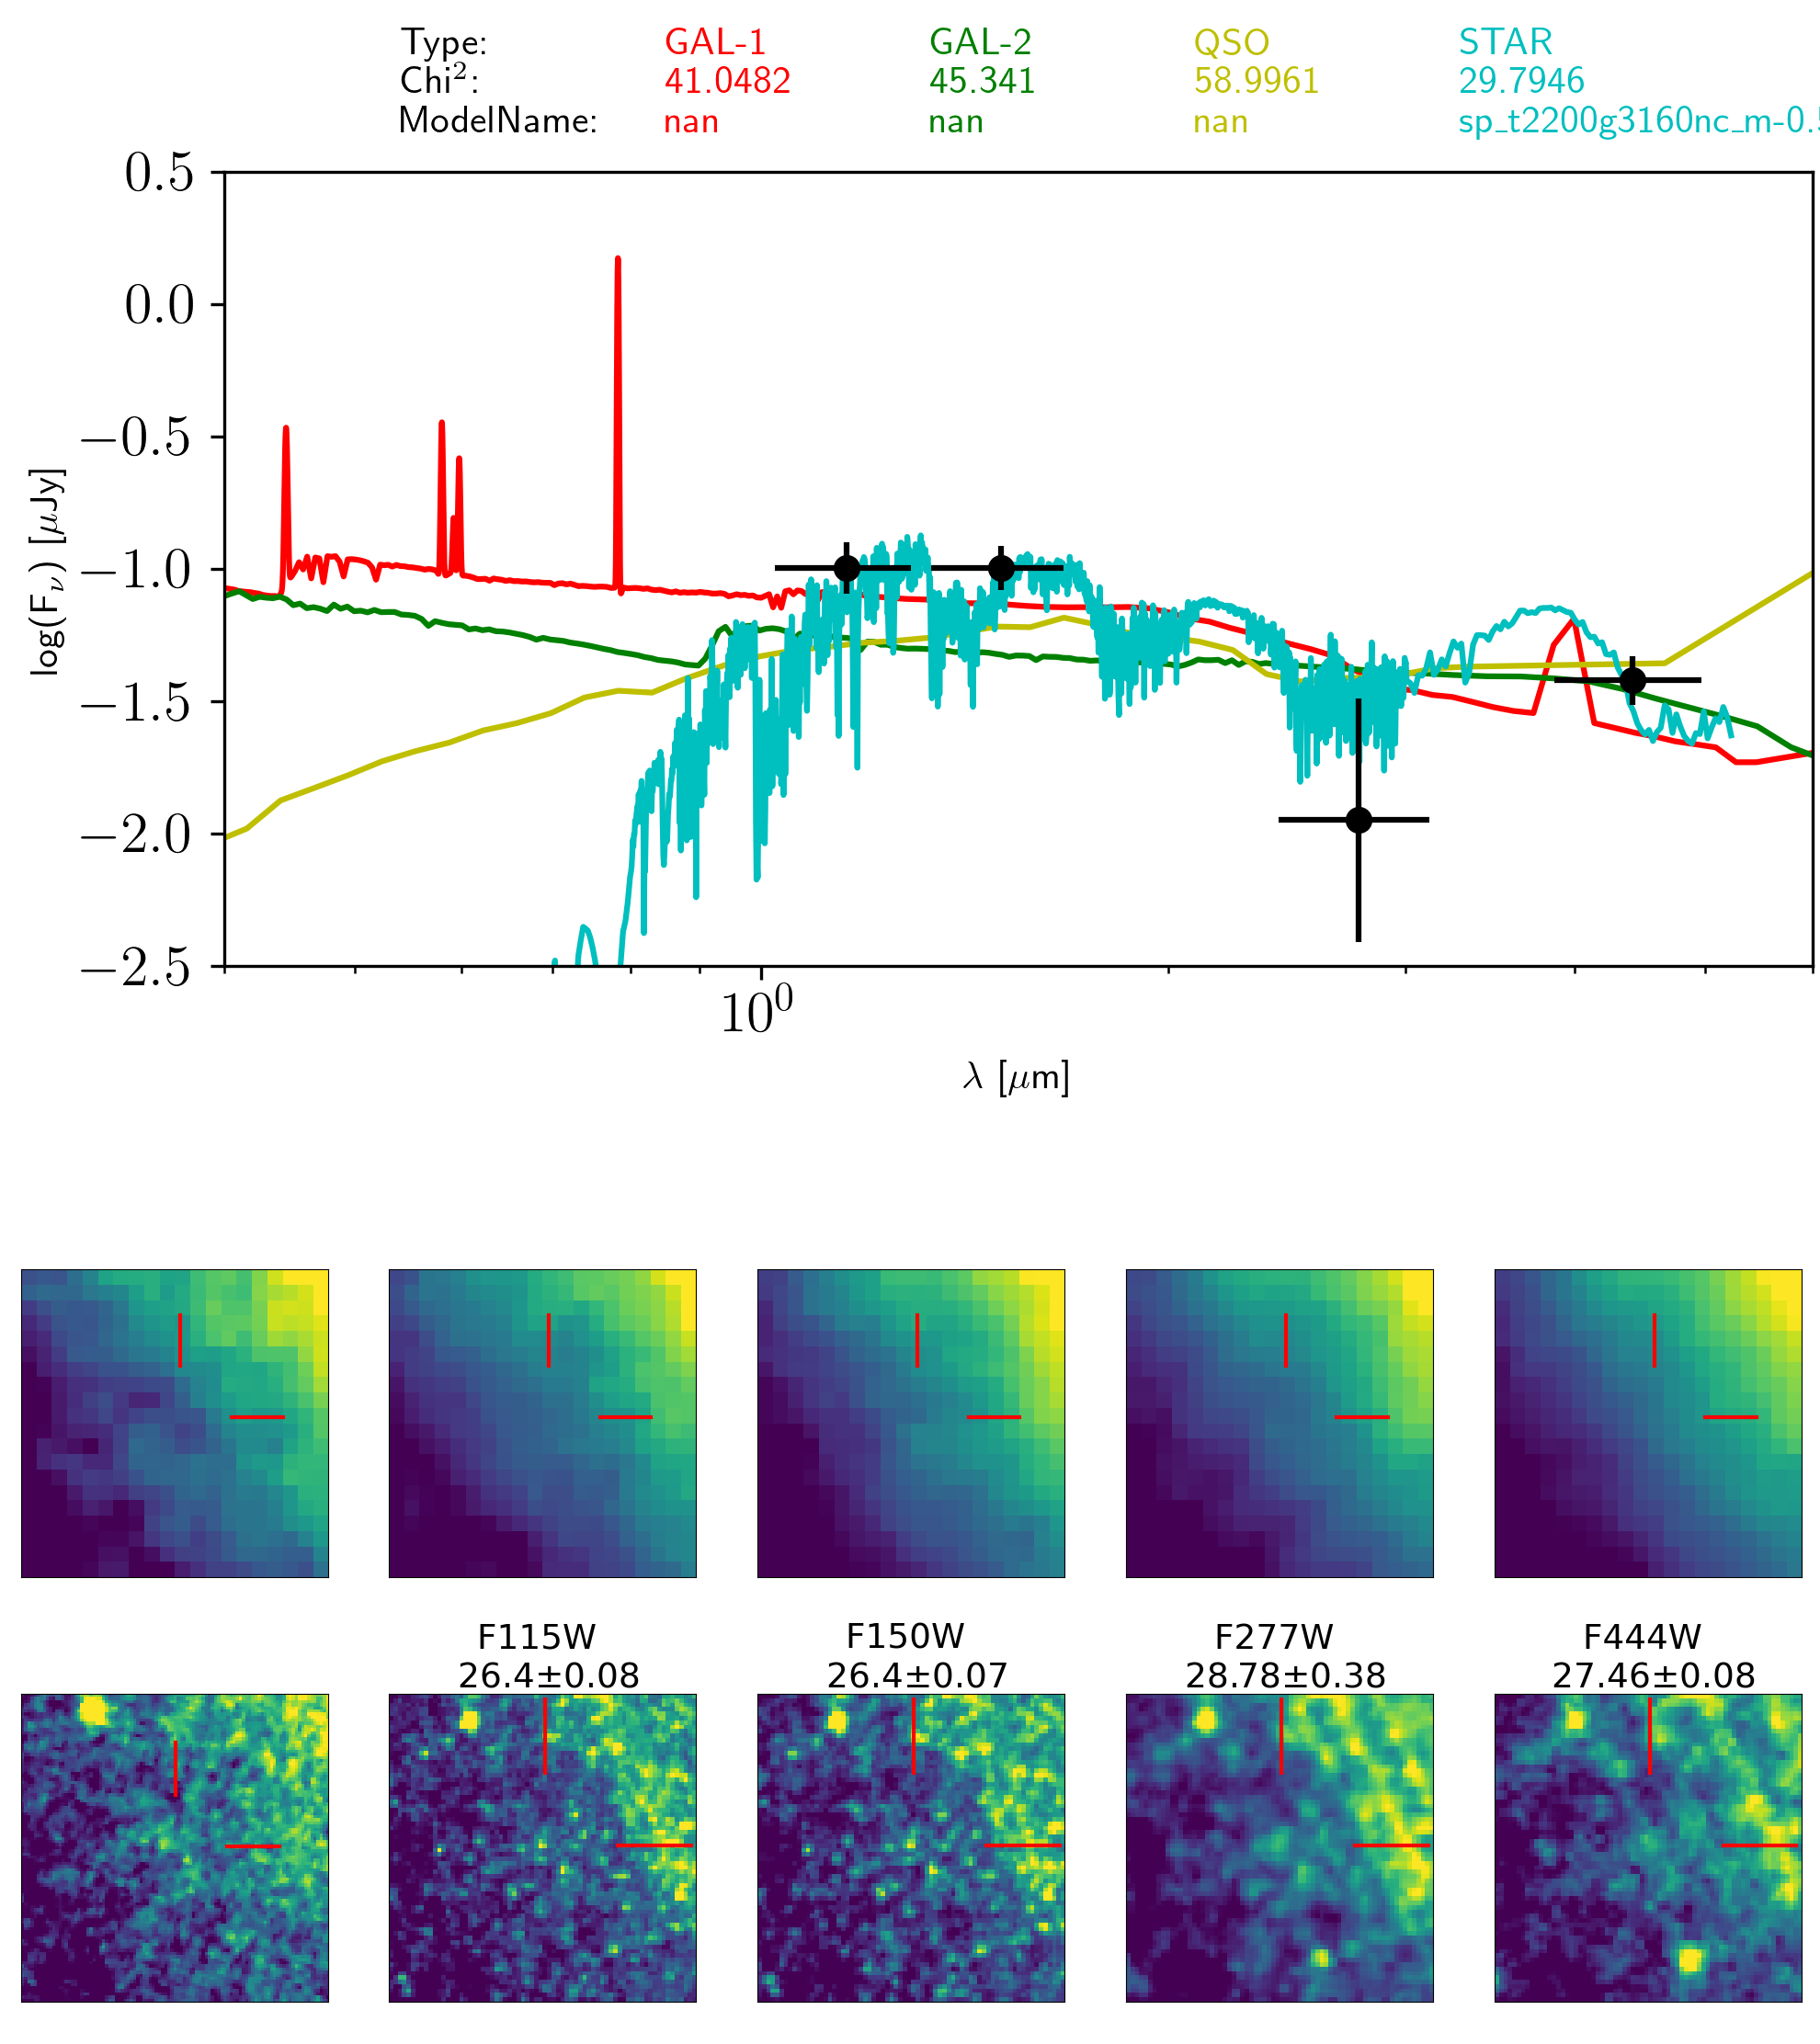 Type: GAL-1 GAL-2 QSO STAR
Chi²: 41.0482 45.341 58.9961 29.7946
ModelName: nan nan nan sp_t2200g3160nc_m-0.5
0.5
0.0
−0.5
−1.0
−1.5
−2.0
−2.5
log(Fν) [μJy]
10⁰
λ [μm]
F115W F150W F277W F444W
26.4±0.08 26.4±0.07 28.78±0.38 27.46±0.08